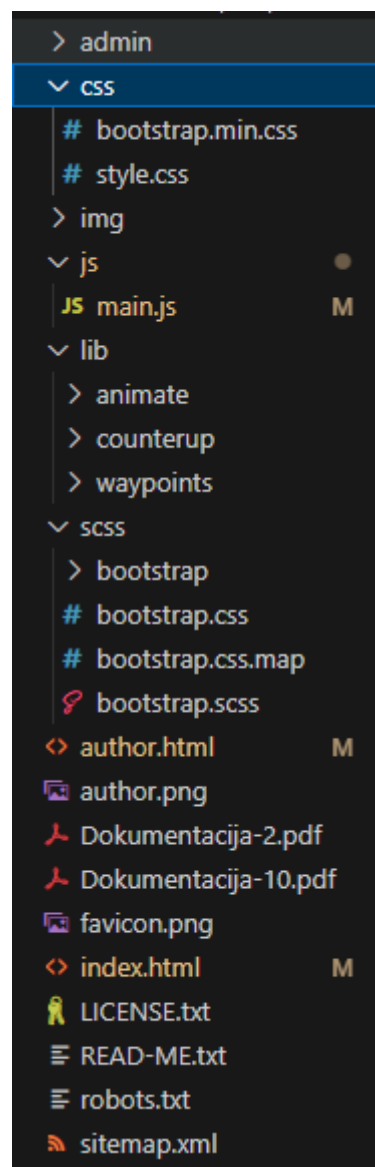 admin
css
# bootstrap.min.css
# style.css
img
js
JS main.js M
lib
animate
counterup
waypoints
scss
bootstrap
# bootstrap.css
# bootstrap.css.map
bootstrap.scss
<> author.html M
author.png
Dokumentacija-2.pdf
Dokumentacija-10.pdf
favicon.png
<> index.html M
LICENSE.txt
READ-ME.txt
robots.txt
sitemap.xml